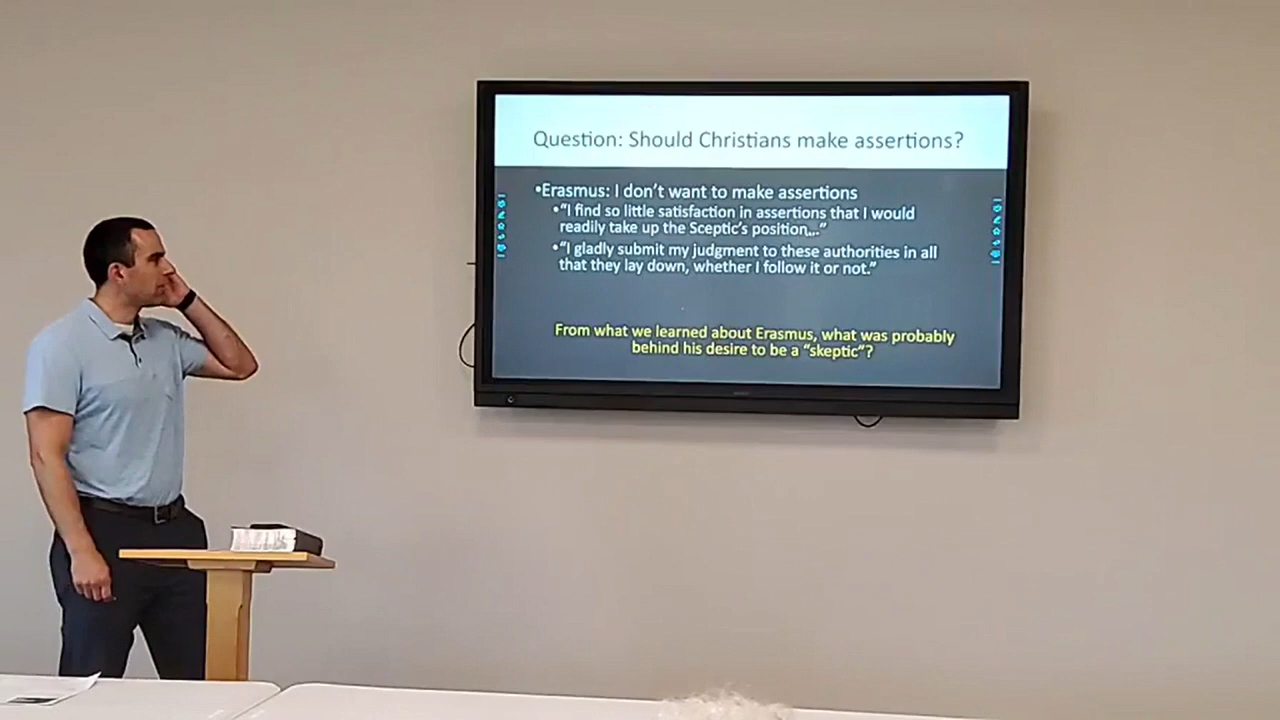 Question: Should Christians make assertions?
•Erasmus: I don't want to make assertions
•"I find so little satisfaction in assertions that I would
readily take up the Sceptic's position,.."
•"I gladly submit my judgment to these authorities in all
that they lay down, whether I follow it or not."
From what we learned about Erasmus, what was probably
behind his desire to be a "skeptic"?